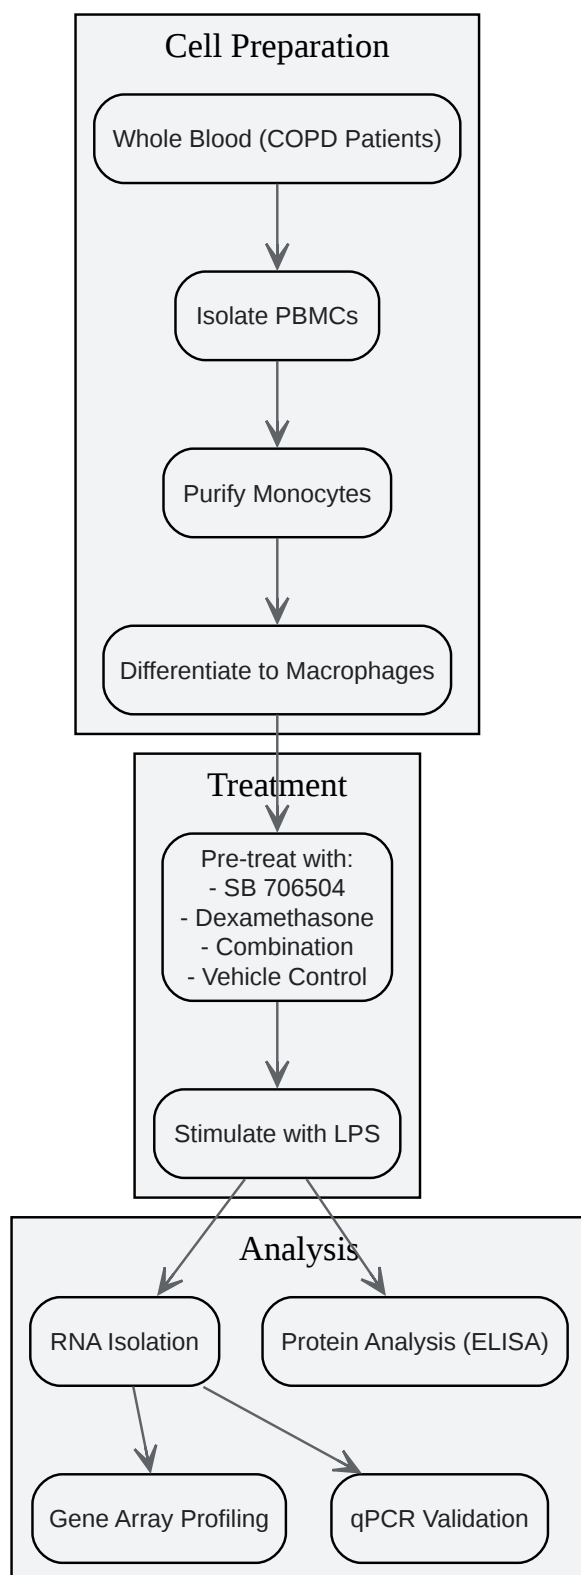 Cell Preparation
Whole Blood (COPD Patients)
Isolate PBMCs
Purify Monocytes
Differentiate to Macrophages
Treatment
Pre-treat with:
- SB 706504
- Dexamethasone
- Combination
- Vehicle Control
Stimulate with LPS
Analysis
RNA Isolation
Protein Analysis (ELISA)
Gene Array Profiling
qPCR Validation